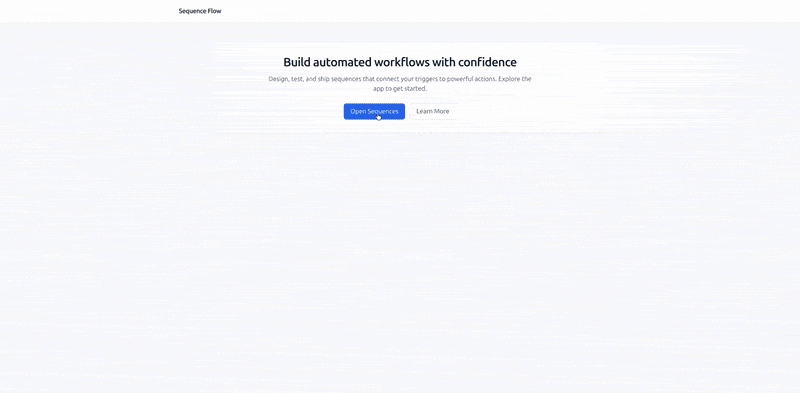 Sequence Flow
Build automated workflows with confidence
Design, test, and ship sequences that connect your triggers to powerful actions. Explore the
app to get started.
Open Sequences
Learn More